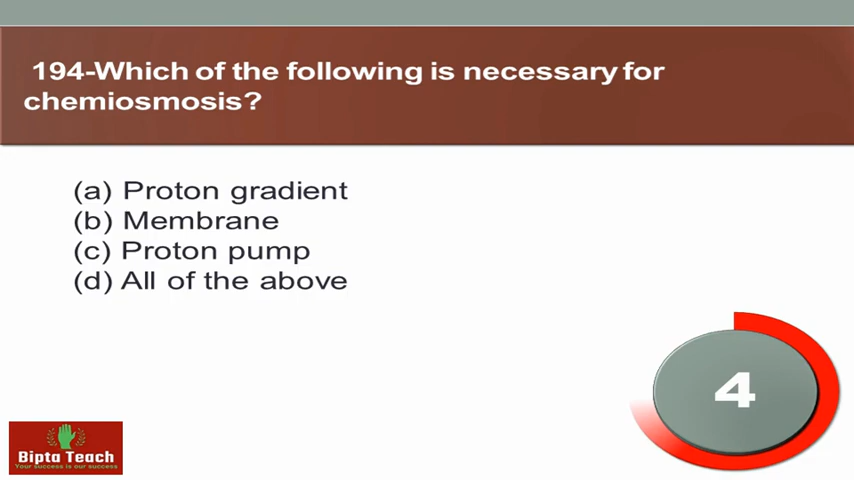 194-Which of the following is necessary for
chemiosmosis?
(a) Proton gradient
(b) Membrane
(c) Proton pump
(d) All of the above
4
Bipta Teach
Your success is our success